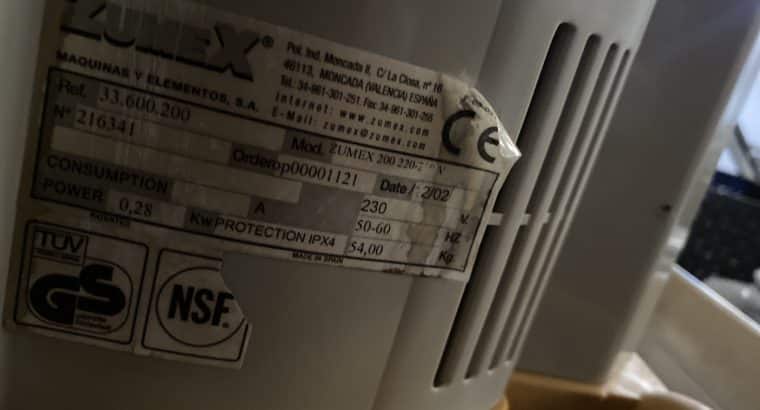 ZUMEX®
MAQUINAS Y ELEMENTOS, S.A.
Pol. Ind. Moncada II, C/ La Closa, nº 16
46113, MONCADA (VALENCIA) ESPAÑA
Tel. 34-961-301-251 Fax 34-961-301-255
Internet: www.zumex.com
E-Mail: zumex@zumex.com
CE
Ref. 33.600.200
Nº 216341
Mod. ZUMEX 200 220- V
Orderop00001121
Date /: 2/02
CONSUMPTION A 230 V.
POWER 0,28 Kw 50-60 HZ
PROTECTION IPX4 54,00 Kg
PATENTED
MADE IN SPAIN
TÜV
GS
NSF.